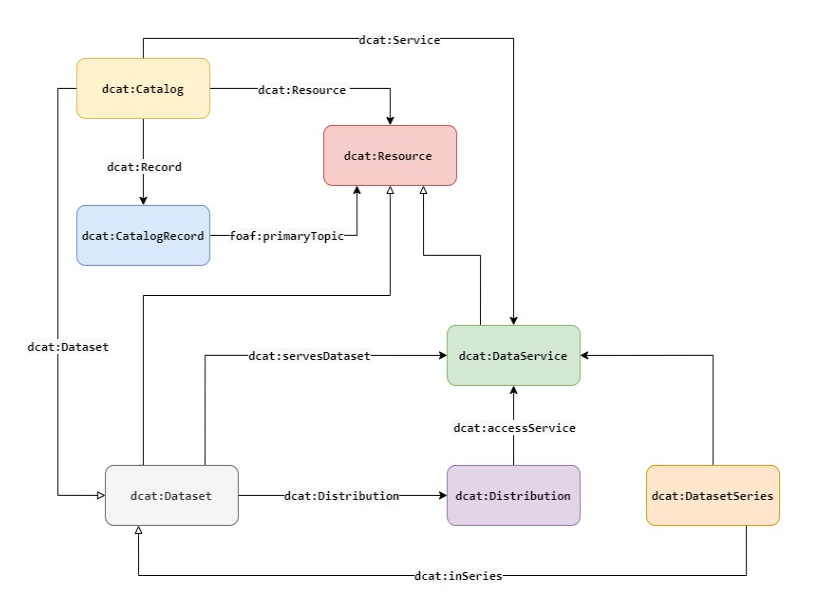 dcat:Service
dcat:Catalog
dcat:Resource
dcat:Resource
dcat:Record
dcat:CatalogRecord
foaf:primaryTopic
dcat:Dataset
dcat:servesDataset
dcat:DataService
dcat:accessService
dcat:Dataset
dcat:Distribution
dcat:Distribution
dcat:DatasetSeries
dcat:inSeries